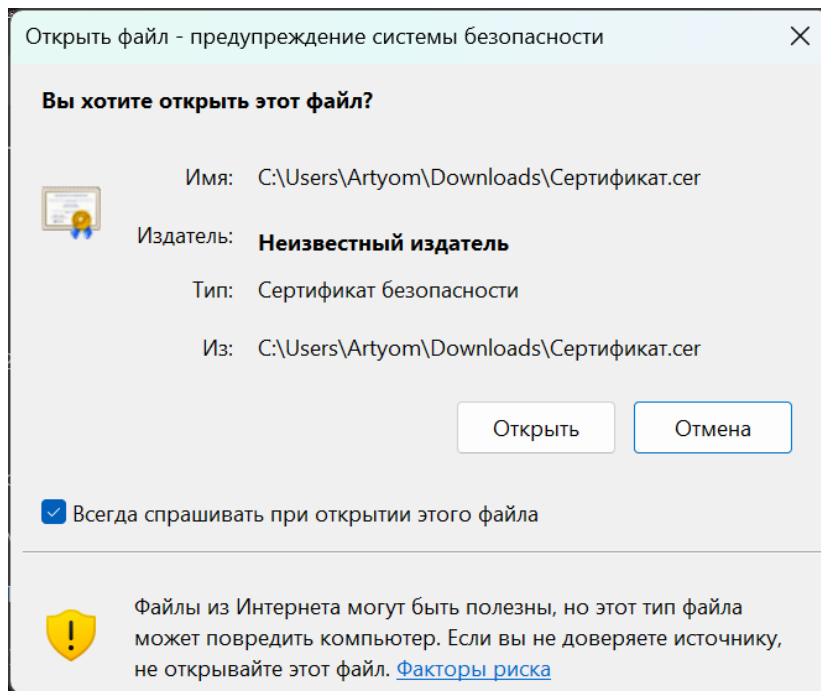 Открыть файл - предупреждение системы безопасности
Вы хотите открыть этот файл?
Имя: C:\Users\Artyom\Downloads\Сертификат.cer
Издатель: Неизвестный издатель
Тип: Сертификат безопасности
Из: C:\Users\Artyom\Downloads\Сертификат.cer
Открыть Отмена
Всегда спрашивать при открытии этого файла
Файлы из Интернета могут быть полезны, но этот тип файла
может повредить компьютер. Если вы не доверяете источнику,
не открывайте этот файл. Факторы риска